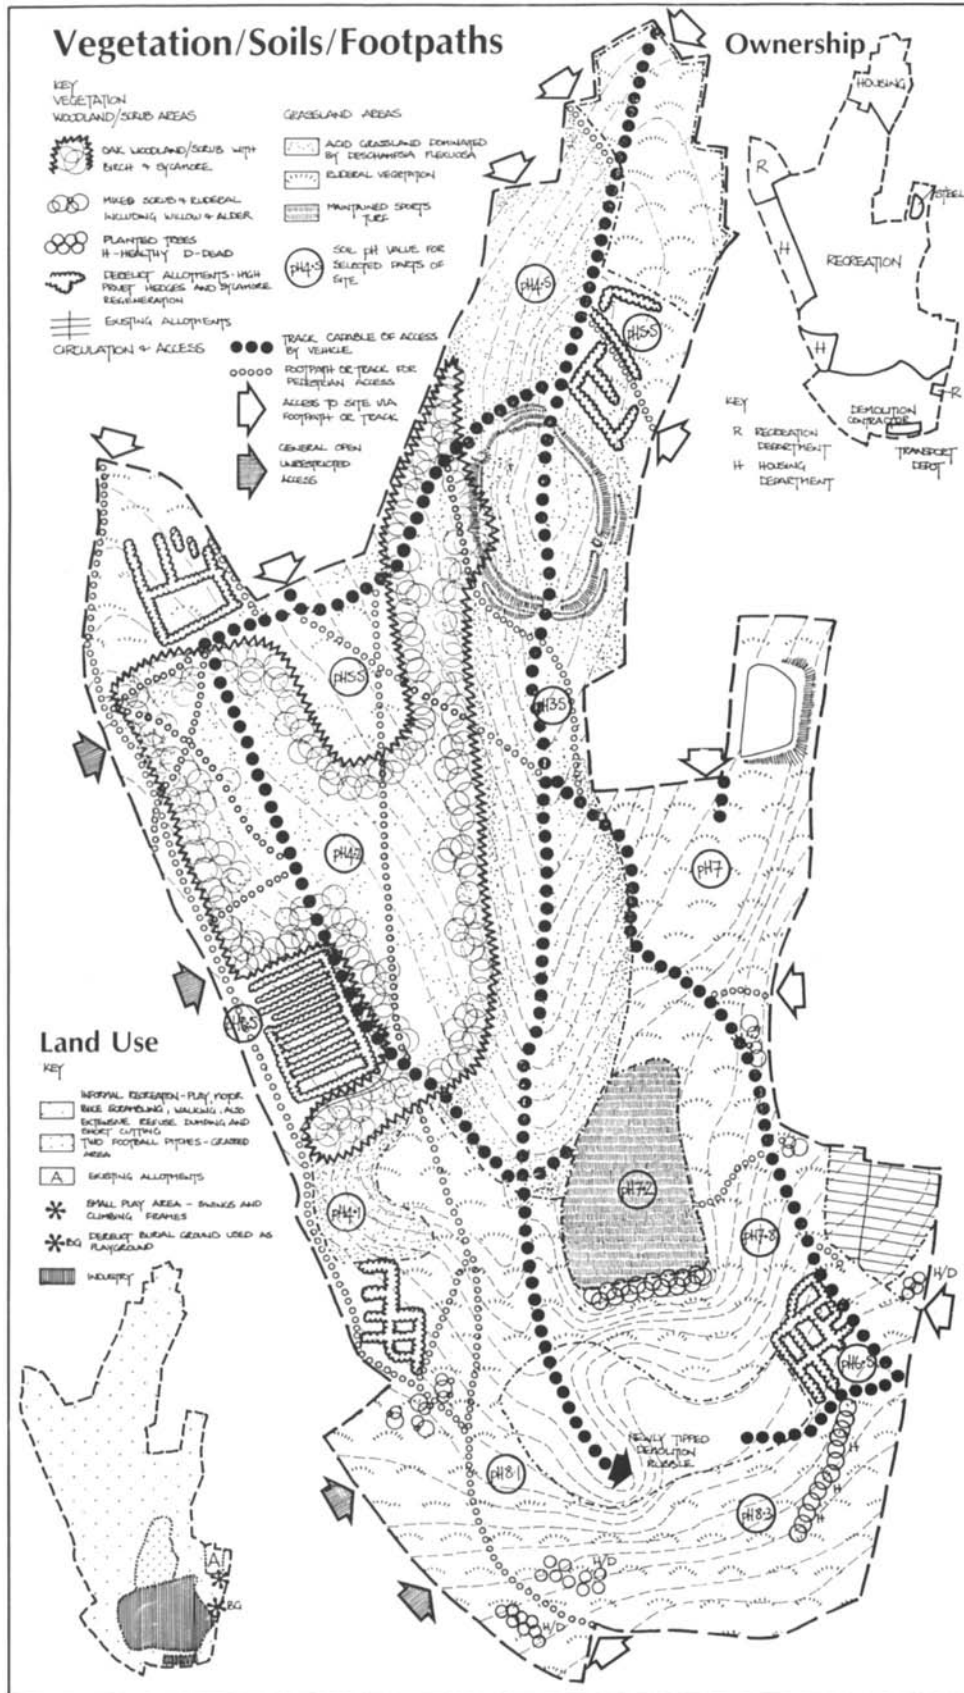 Vegetation/Soils/Footpaths
KEY
VEGETATION
WOODLAND/SCRUB AREAS
OAK WOODLAND/SCRUB WITH
BIRCH & SYCAMORE
MIXED SCRUB & RUDERAL
INCLUDING WILLOW & ALDER
PLANTED TREES
H-HEALTHY D-DEAD
DERELICT ALLOTMENTS-HIGH
PRIVET HEDGES AND SYCAMORE
REGENERATION
EXISTING ALLOTMENTS
GRASSLAND AREAS
ACID GRASSLAND DOMINATED
BY DESCHAMPSIA FLEXUOSA
RUDERAL VEGETATION
MAINTAINED SPORTS
TURF
pH4·5
SOIL pH VALUE FOR
SELECTED PARTS OF
SITE
CIRCULATION & ACCESS
TRACK CAPABLE OF ACCESS
BY VEHICLE
FOOTPATH OR TRACK FOR
PEDESTRIAN ACCESS
ACCESS TO SITE VIA
FOOTPATH OR TRACK
GENERAL OPEN
UNRESTRICTED
ACCESS
Ownership
HOUSING
R
STEEL
H
RECREATION
H
R
DEMOLITION
CONTRACTOR
TRANSPORT
DEPOT
KEY
R RECREATION
DEPARTMENT
H HOUSING
DEPARTMENT
pH4·5
pH5·5
pH5·5
pH3·5
pH4·2
pH7
pH7·2
pH4·1
pH7·8
H/D
pH6·5
NEWLY TIPPED
DEMOLITION
RUBBLE
pH8·1
pH8·3
H
H
H
H/D
H/D
Land Use
KEY
INFORMAL RECREATION-PLAY, MOTOR
BIKE SCRAMBLING, WALKING, ALSO
EXTENSIVE REFUSE DUMPING AND
SHORT CUTTING
TWO FOOTBALL PITCHES - GRASSED
AREA
A EXISTING ALLOTMENTS
SMALL PLAY AREA - SWINGS AND
CLIMBING FRAMES
BG DERELICT BURIAL GROUND USED AS
PLAYGROUND
INDUSTRY
A
BG